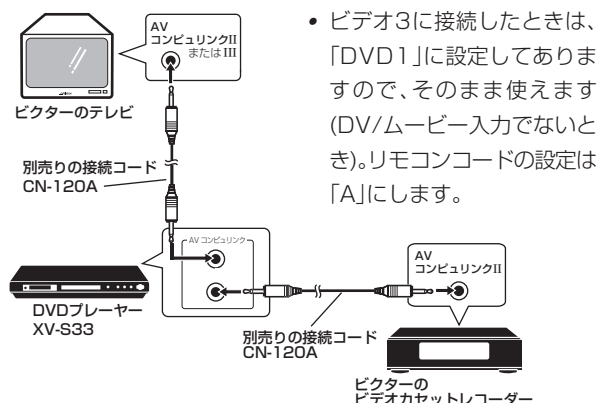 AV
コンピュリンクII
またはIII
ビクターのテレビ
• ビデオ3に接続したときは、
「DVD1」に設定してありま
すので、そのまま使えます
(DV/ムービー入力でないと
き)。リモコンコードの設定は
「A」にします。
別売りの接続コード
CN-120A
AV コンピュリンク
DVDプレーヤー
XV-S33
AV
コンピュリンクII
別売りの接続コード
CN-120A
ビクターの
ビデオカセットレコーダー